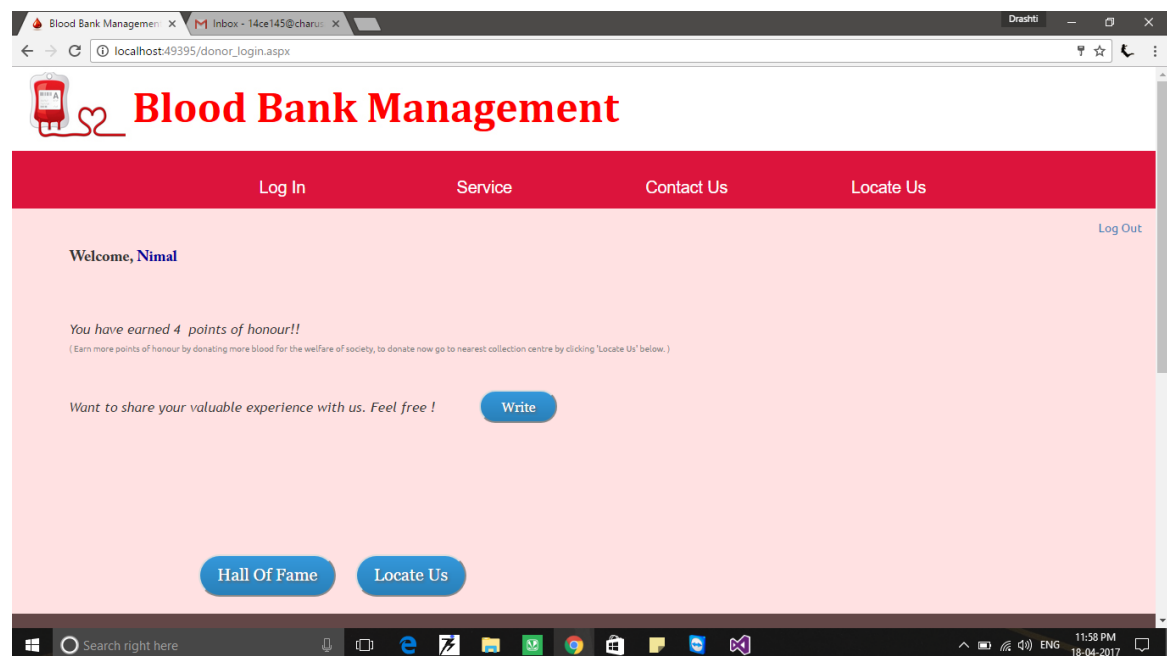 Blood Bank Managemen
Inbox - 14ce145@charus
Drashti
localhost:49395/donor_login.aspx
Blood Bank Management
Log In Service Contact Us Locate Us
Log Out
Welcome, Nimal
You have earned 4 points of honour!!
( Earn more points of honour by donating more blood for the welfare of society, to donate now go to nearest collection centre by clicking 'Locate Us' below. )
Want to share your valuable experience with us. Feel free ! Write
Hall Of Fame Locate Us
Search right here
ENG
11:58 PM
18-04-2017